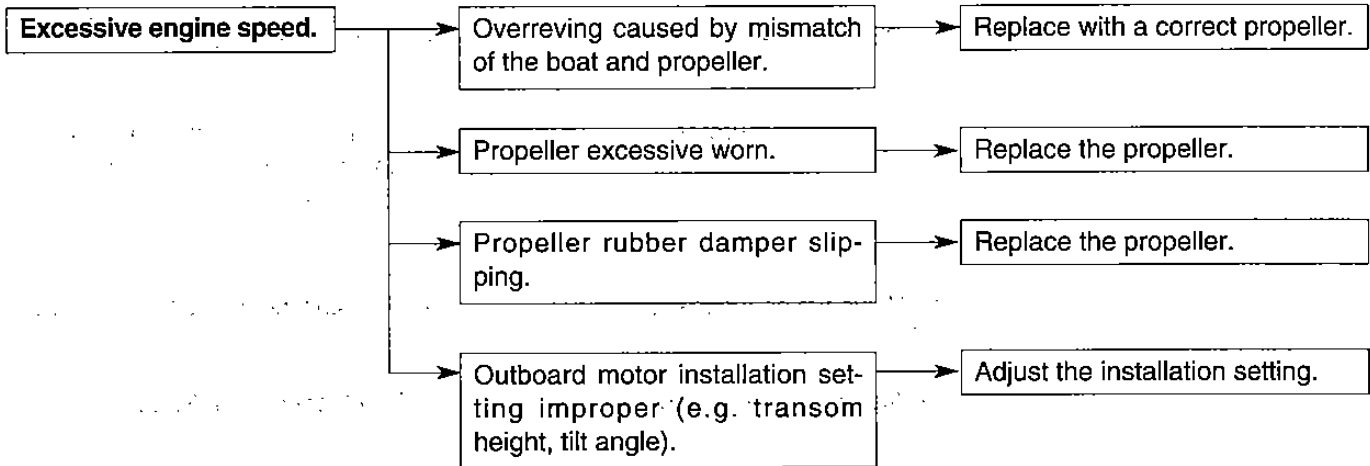 Excessive engine speed.
Overreving caused by mismatch
of the boat and propeller.
Replace with a correct propeller.
Propeller excessive worn.
Replace the propeller.
Propeller rubber damper slip-
ping.
Replace the propeller.
Outboard motor installation set-
ting improper (e.g. transom
height, tilt angle).
Adjust the installation setting.